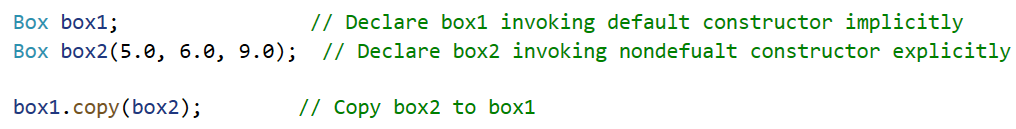 Box box1;                // Declare box1 invoking default constructor implicitly
Box box2(5.0, 6.0, 9.0);  // Declare box2 invoking nondefualt constructor explicitly
box1.copy(box2);        // Copy box2 to box1